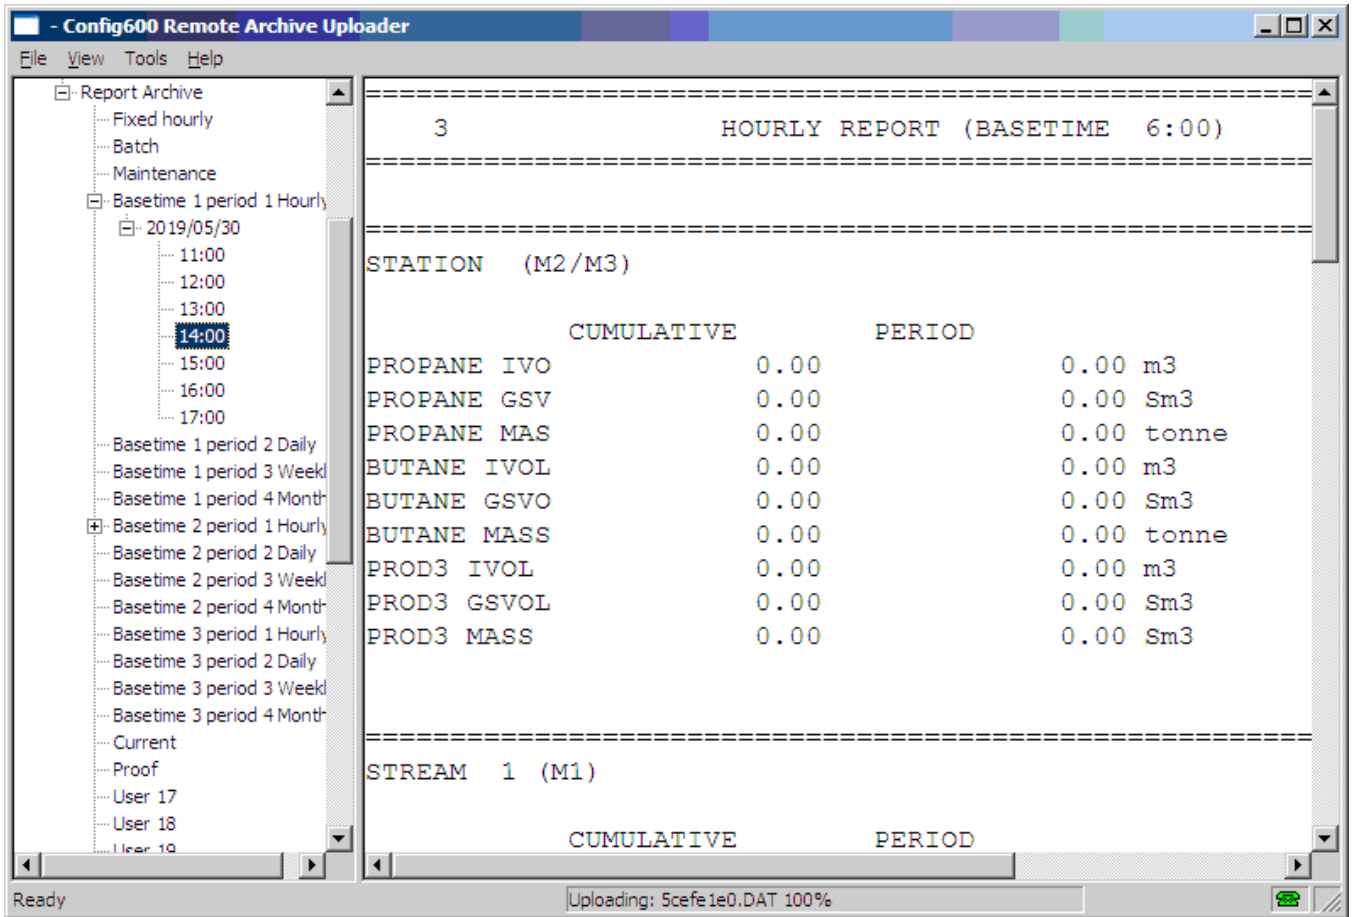 - Config600 Remote Archive Uploader
File View Tools Help
Report Archive
Fixed hourly
Batch
Maintenance
Basetime 1 period 1 Hourly
2019/05/30
11:00
12:00
13:00
14:00
15:00
16:00
17:00
Basetime 1 period 2 Daily
Basetime 1 period 3 Weekl
Basetime 1 period 4 Month
Basetime 2 period 1 Hourly
Basetime 2 period 2 Daily
Basetime 2 period 3 Weekl
Basetime 2 period 4 Month
Basetime 3 period 1 Hourly
Basetime 3 period 2 Daily
Basetime 3 period 3 Weekl
Basetime 3 period 4 Month
Current
Proof
User 17
User 18
User 19
========================================================
3 HOURLY REPORT (BASETIME 6:00)
========================================================
========================================================
STATION (M2/M3)
CUMULATIVE PERIOD
PROPANE IVO 0.00 0.00 m3
PROPANE GSV 0.00 0.00 Sm3
PROPANE MAS 0.00 0.00 tonne
BUTANE IVOL 0.00 0.00 m3
BUTANE GSVO 0.00 0.00 Sm3
BUTANE MASS 0.00 0.00 tonne
PROD3 IVOL 0.00 0.00 m3
PROD3 GSVOL 0.00 0.00 Sm3
PROD3 MASS 0.00 0.00 Sm3
========================================================
STREAM 1 (M1)
CUMULATIVE PERIOD
Ready
Uploading: 5cefe1e0.DAT 100%